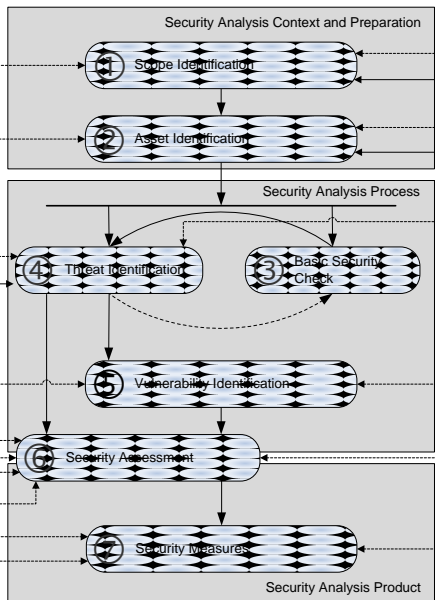 Security Analysis Context and Preparation
① Scope Identification
② Asset Identification
Security Analysis Process
④ Threat Identification
③ Basic Security
Check
⑤ Vulnerability Identification
⑥ Security Assessment
⑦ Security Measures
Security Analysis Product